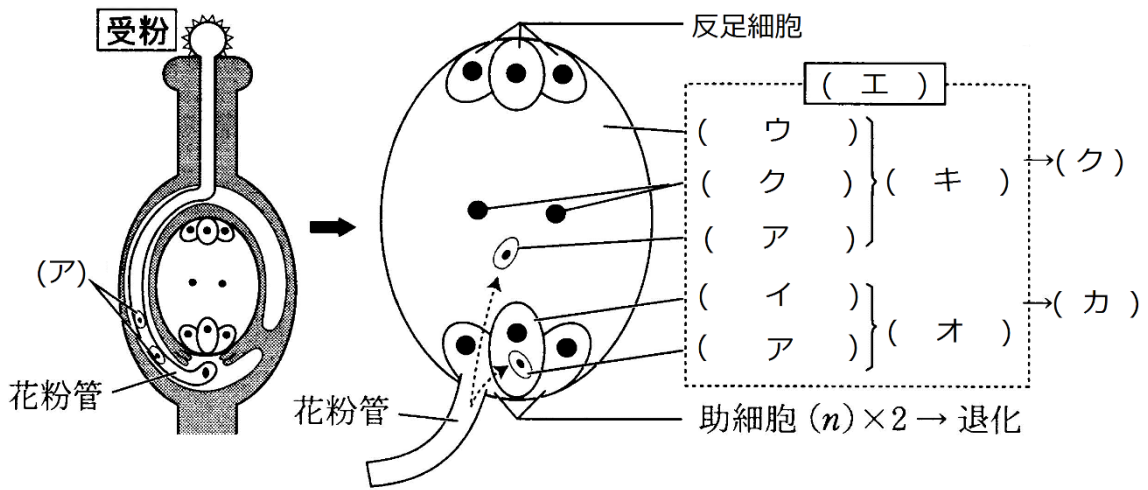 受粉
反足細胞
( エ )
( ウ )
( ク )
( キ )
→( ク )
( ア )
(ア)
( イ )
( オ )
→( カ )
( ア )
花粉管
花粉管
助細胞 (n)×2 → 退化